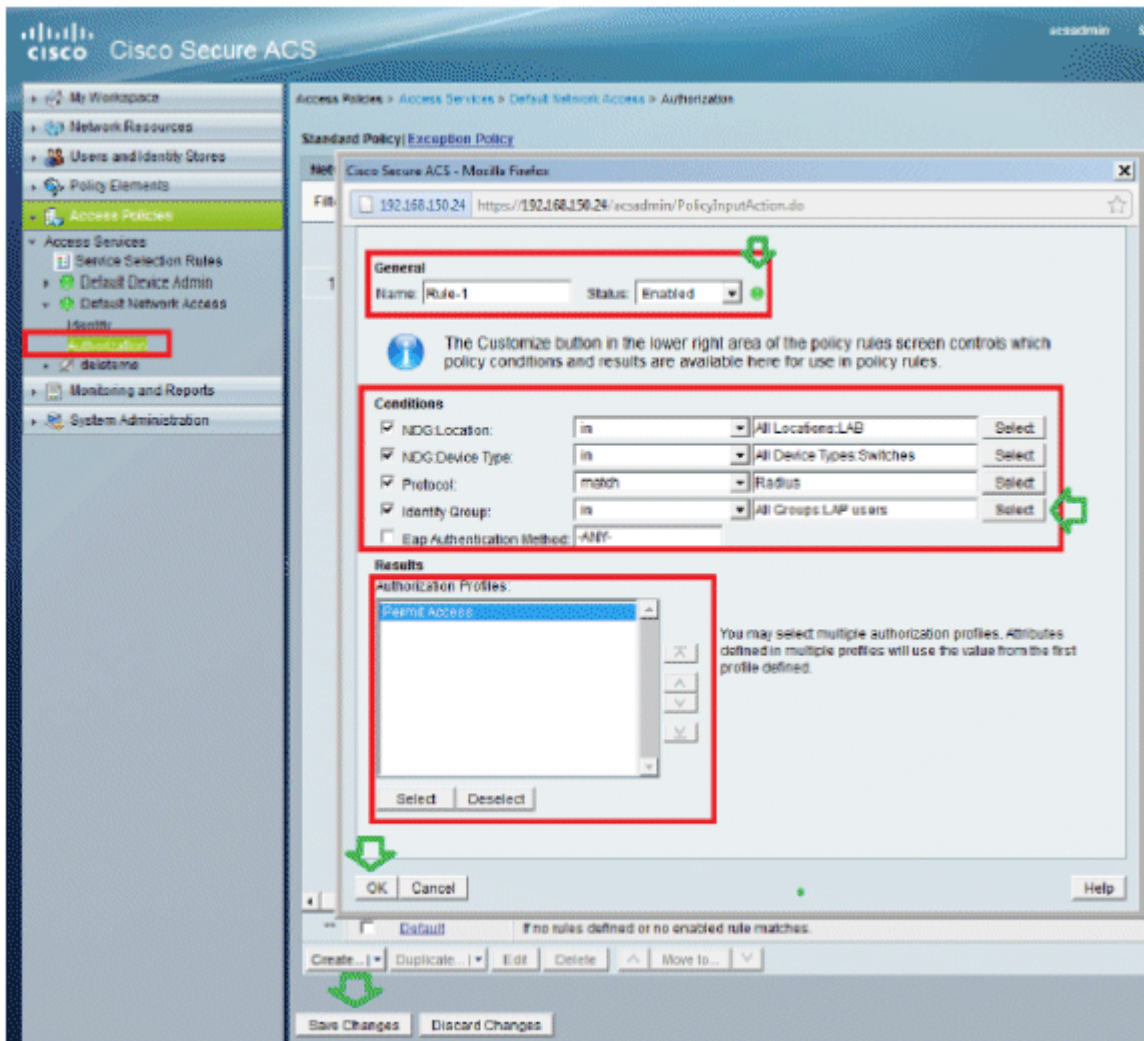 CISCO Cisco Secure ACS
acsadmin
My Workspace
Network Resources
Users and Identity Stores
Policy Elements
Access Policies
Access Services
Service Selection Rules
Default Device Admin
Default Network Access
Identity
Authorization
deleteme
Monitoring and Reports
System Administration
Access Policies > Access Services > Default Network Access > Authorization
Standard Policy| Exception Policy
Cisco Secure ACS - Mozilla Firefox
192.168.150.24 https://192.168.150.24/acsadmin/PolicyInputAction.do
1
General
Name: Rule-1 Status: Enabled
The Customize button in the lower right area of the policy rules screen controls which
policy conditions and results are available here for use in policy rules.
Conditions
NDG:Location: in All Locations:LAB Select
NDG:Device Type: in All Device Types:Switches Select
Protocol: match Radius Select
Identity Group: in All Groups:LAP users Select
Eap Authentication Method: -ANY-
Results
Authorization Profiles:
Permit Access
You may select multiple authorization profiles. Attributes
defined in multiple profiles will use the value from the first
profile defined.
Select Deselect
OK Cancel Help
** Default If no rules defined or no enabled rule matches.
Create... Duplicate... Edit Delete Move to...
Save Changes Discard Changes